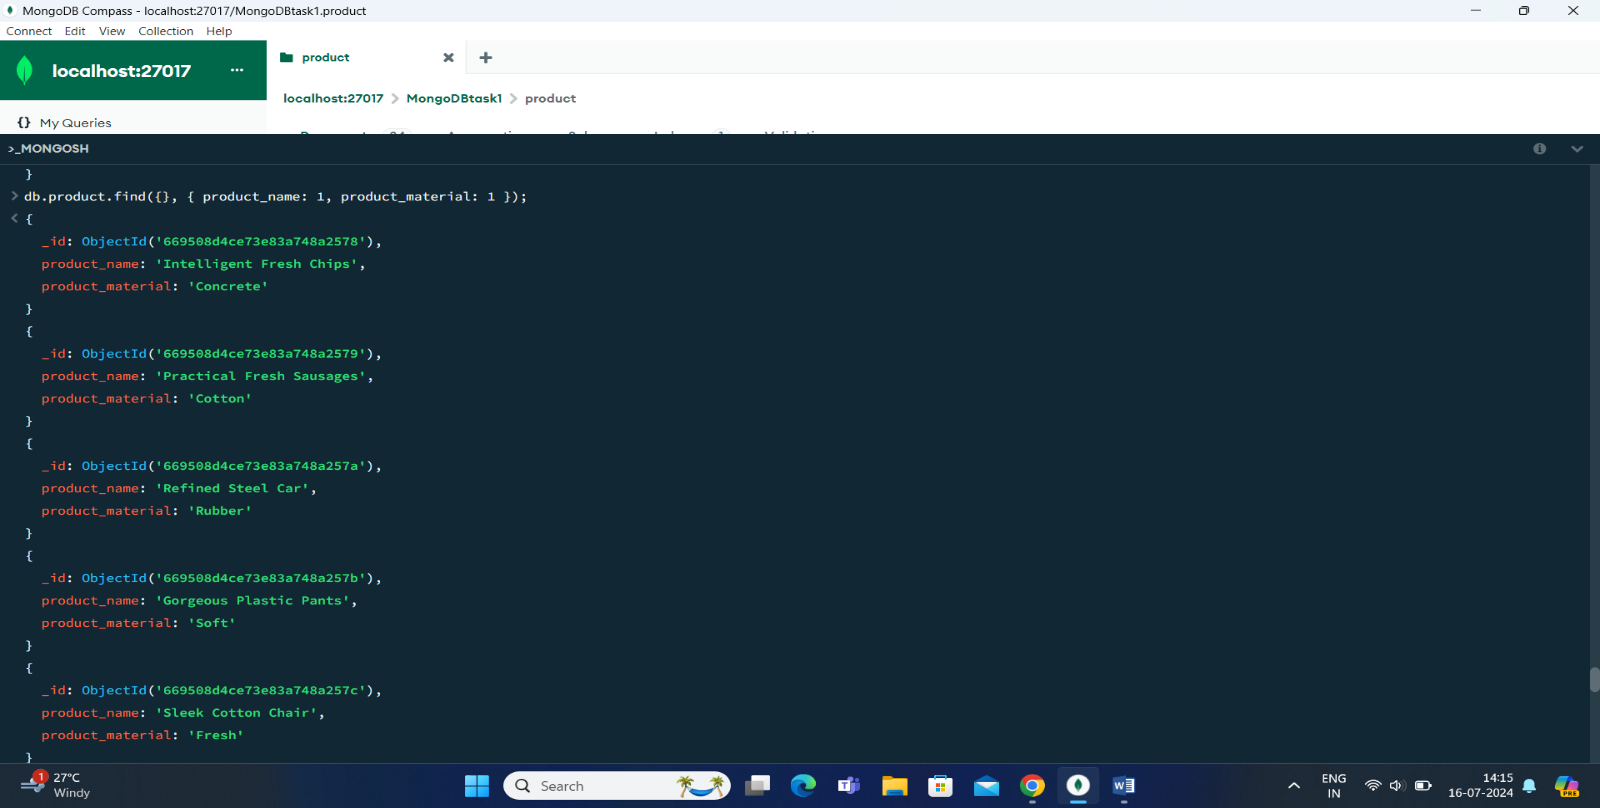 MongoDB Compass - localhost:27017/MongoDBtask1.product
Connect Edit View Collection Help
localhost:27017 ...
product
localhost:27017 > MongoDBtask1 > product
{} My Queries
>_MONGOSH
}
> db.product.find({}, { product_name: 1, product_material: 1 });
< {
_id: ObjectId('669508d4ce73e83a748a2578'),
product_name: 'Intelligent Fresh Chips',
product_material: 'Concrete'
}
{
_id: ObjectId('669508d4ce73e83a748a2579'),
product_name: 'Practical Fresh Sausages',
product_material: 'Cotton'
}
{
_id: ObjectId('669508d4ce73e83a748a257a'),
product_name: 'Refined Steel Car',
product_material: 'Rubber'
}
{
_id: ObjectId('669508d4ce73e83a748a257b'),
product_name: 'Gorgeous Plastic Pants',
product_material: 'Soft'
}
{
_id: ObjectId('669508d4ce73e83a748a257c'),
product_name: 'Sleek Cotton Chair',
product_material: 'Fresh'
}
1
27°C
Windy
Search
ENG
IN
14:15
16-07-2024
PRE